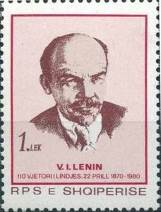 1.LEK
V. I. LENIN
110 VJETORI I LINDJES, 22 PRILL 1870-1980
RPS E SHQIPERISE